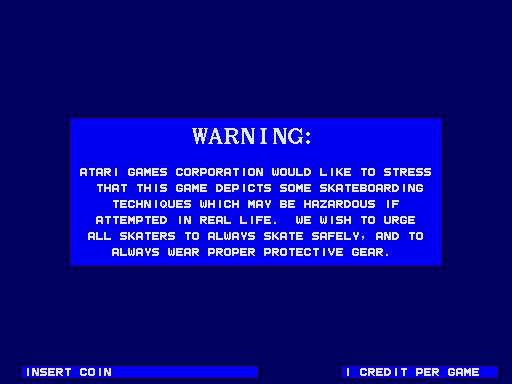 WARNING:
ATARI GAMES CORPORATION WOULD LIKE TO STRESS
THAT THIS GAME DEPICTS SOME SKATEBOARDING
TECHNIQUES WHICH MAY BE HAZARDOUS IF
ATTEMPTED IN REAL LIFE. WE WISH TO URGE
ALL SKATERS TO ALWAYS SKATE SAFELY, AND TO
ALWAYS WEAR PROPER PROTECTIVE GEAR.
INSERT COIN
1 CREDIT PER GAME